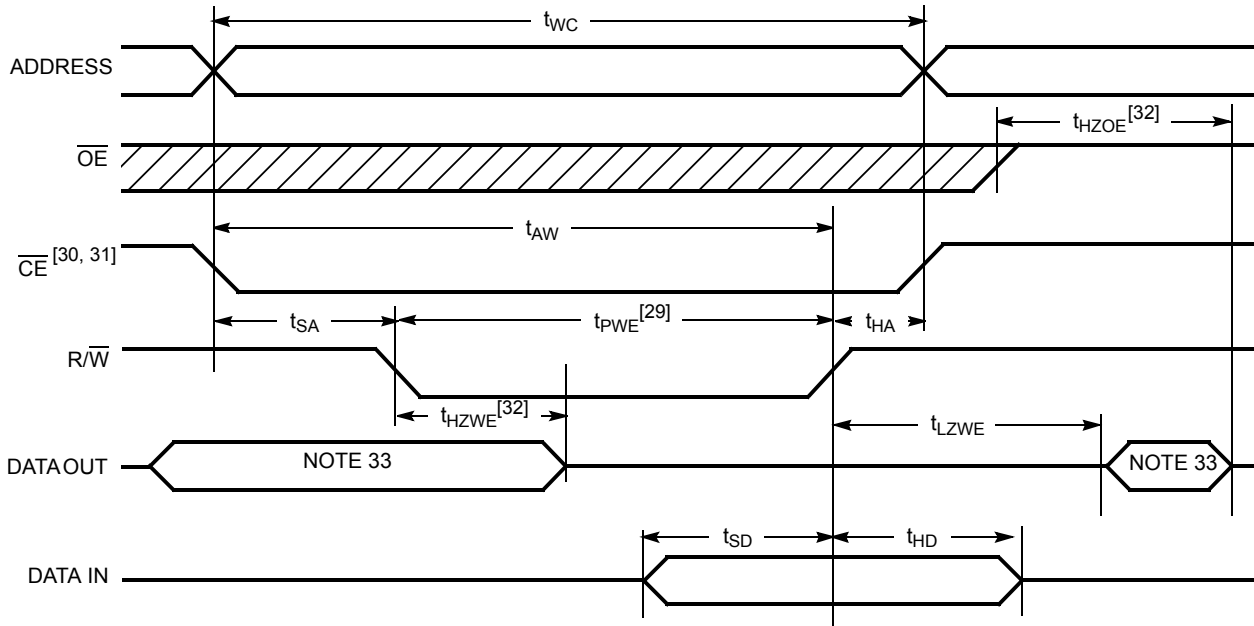 tWC
ADDRESS
tHZOE[32]
OE
tAW
CE [30, 31]
tSA
tPWE[29]
tHA
R/W
tHZWE[32]
tLZWE
DATA OUT
NOTE 33
NOTE 33
tSD
tHD
DATA IN